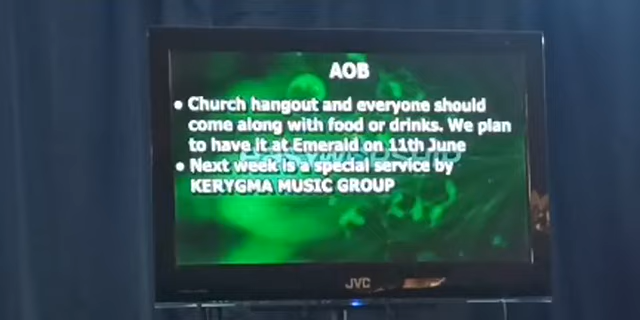 AOB
• Church hangout and everyone should
come along with food or drinks. We plan
to have it at Emerald on 11th June
• Next week is a special service by
KERYGMA MUSIC GROUP
JVC